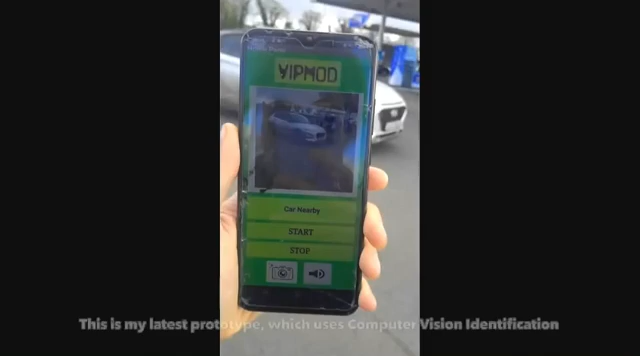 VIPMOD
Car Nearby
START
STOP
This is my latest prototype, which uses Computer Vision Identification